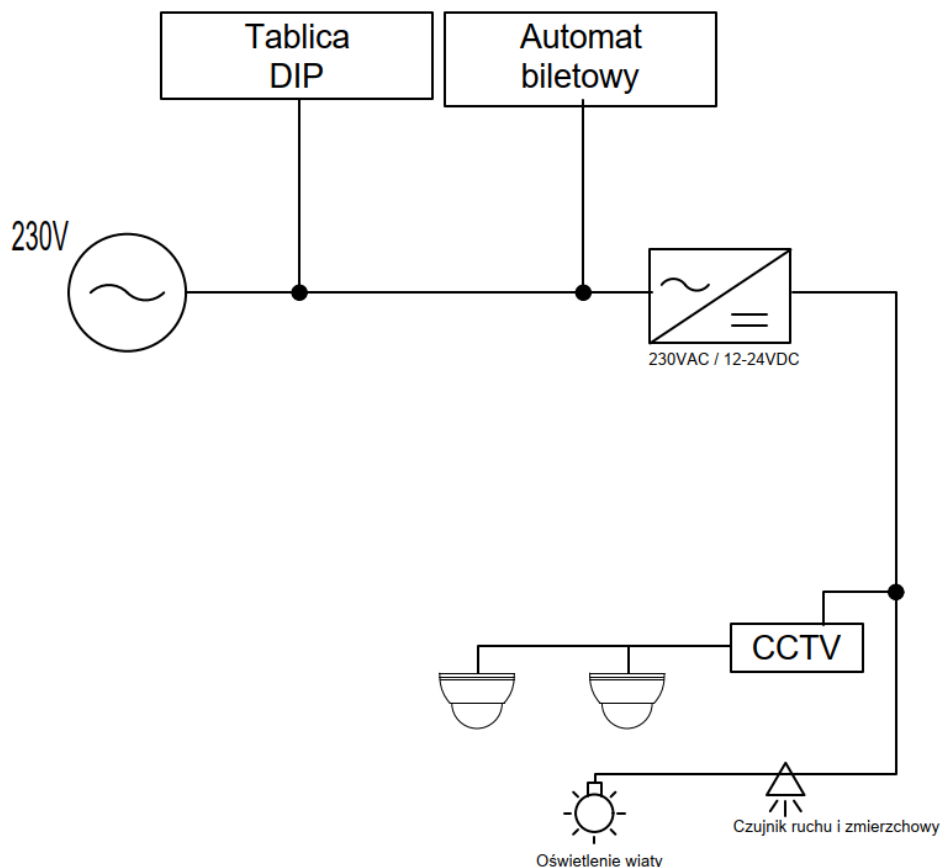 Tablica
DIP
Automat
biletowy
230V
230VAC / 12-24VDC
CCTV
Czujnik ruchu i zmierzchowy
Oświetlenie wiaty